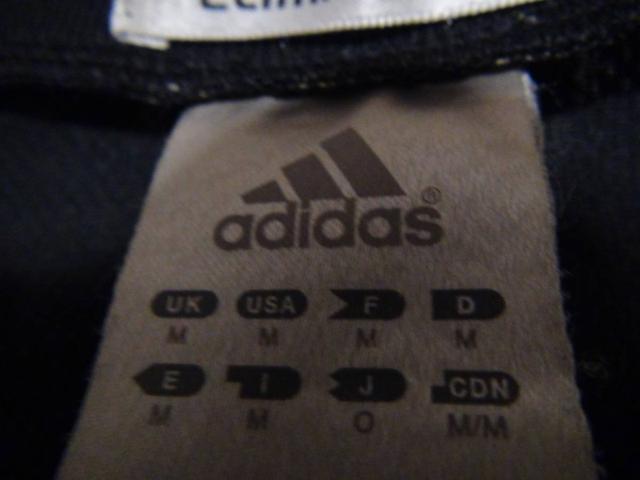 adidas®
UK USA F D
M M M M
E I J CDN
M M O M/M